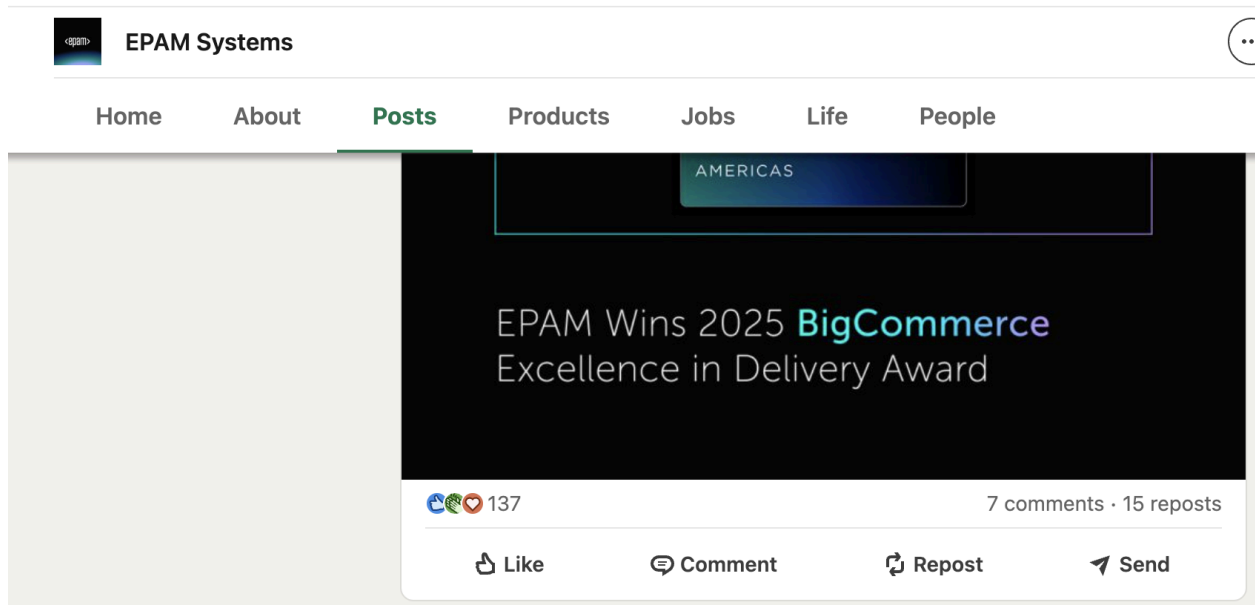 <epam>
EPAM Systems
Home About Posts Products Jobs Life People
AMERICAS
EPAM Wins 2025 BigCommerce
Excellence in Delivery Award
137
7 comments · 15 reposts
Like Comment Repost Send